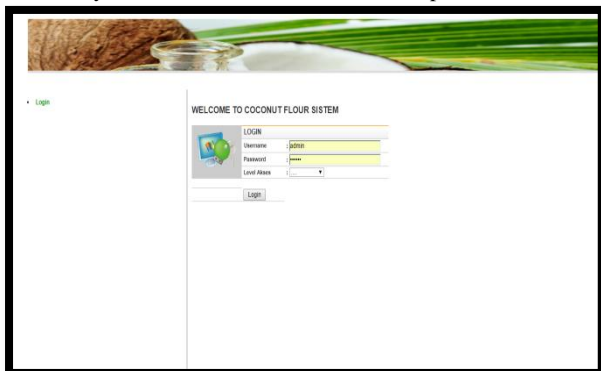 Login
WELCOME TO COCONUT FLOUR SISTEM
LOGIN
Username : admin
Password : •••••
Level Akses : ....
Login